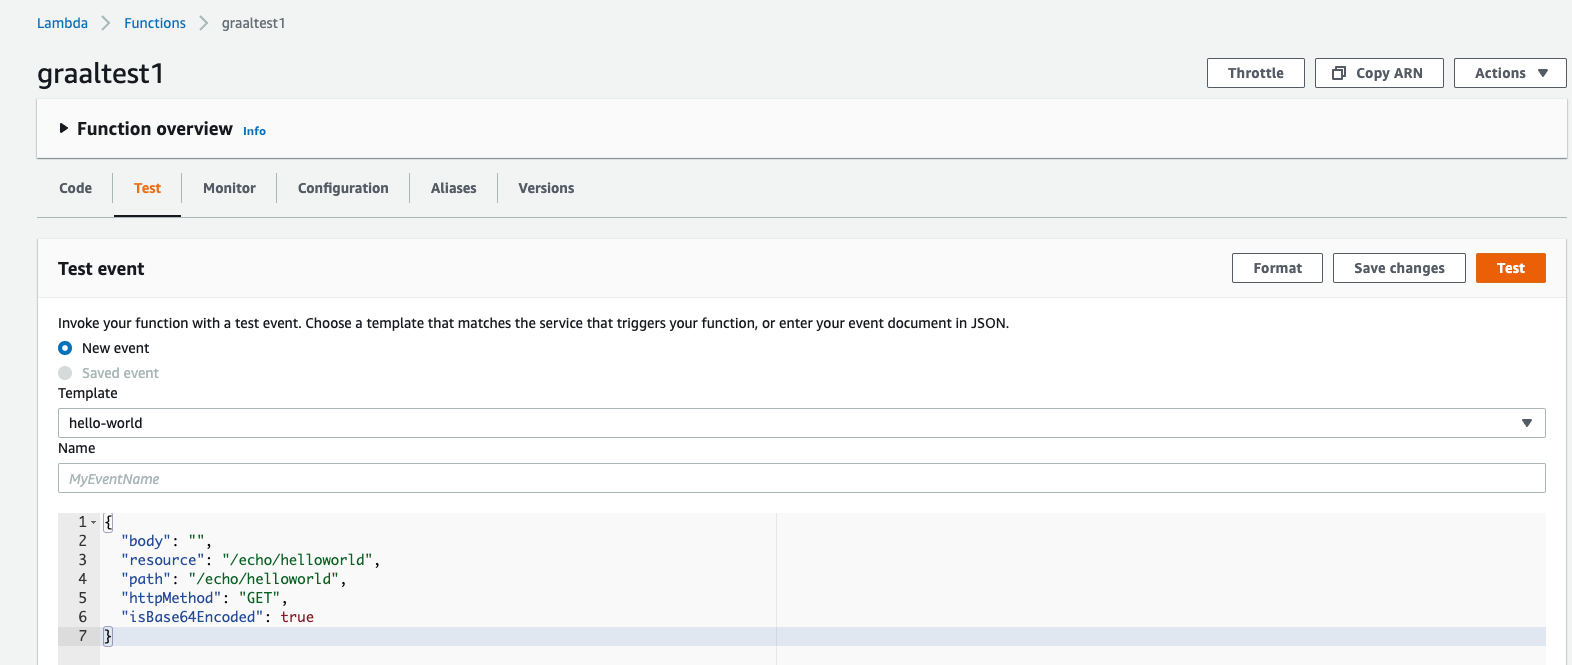 Lambda > Functions > graaltest1
graaltest1
Throttle Copy ARN Actions
Function overview Info
Code Test Monitor Configuration Aliases Versions
Test event
Format Save changes Test
Invoke your function with a test event. Choose a template that matches the service that triggers your function, or enter your event document in JSON.
New event
Saved event
Template
hello-world
Name
MyEventName
1 {
2 "body": "",
3 "resource": "/echo/helloworld",
4 "path": "/echo/helloworld",
5 "httpMethod": "GET",
6 "isBase64Encoded": true
7 }